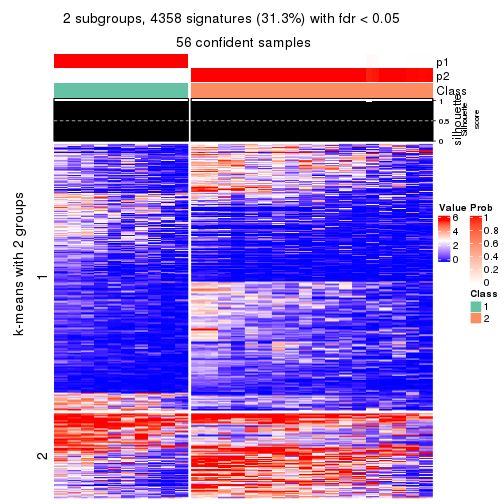 2 subgroups, 4358 signatures (31.3%) with fdr < 0.05
56 confident samples
p1
p2
Class
silhouette
Silhouette
score
1
0.5
0
k-means with 2 groups
1
2
Value
6
4
2
0
Prob
1
0.8
0.6
0.4
0.2
0
Class
1
2